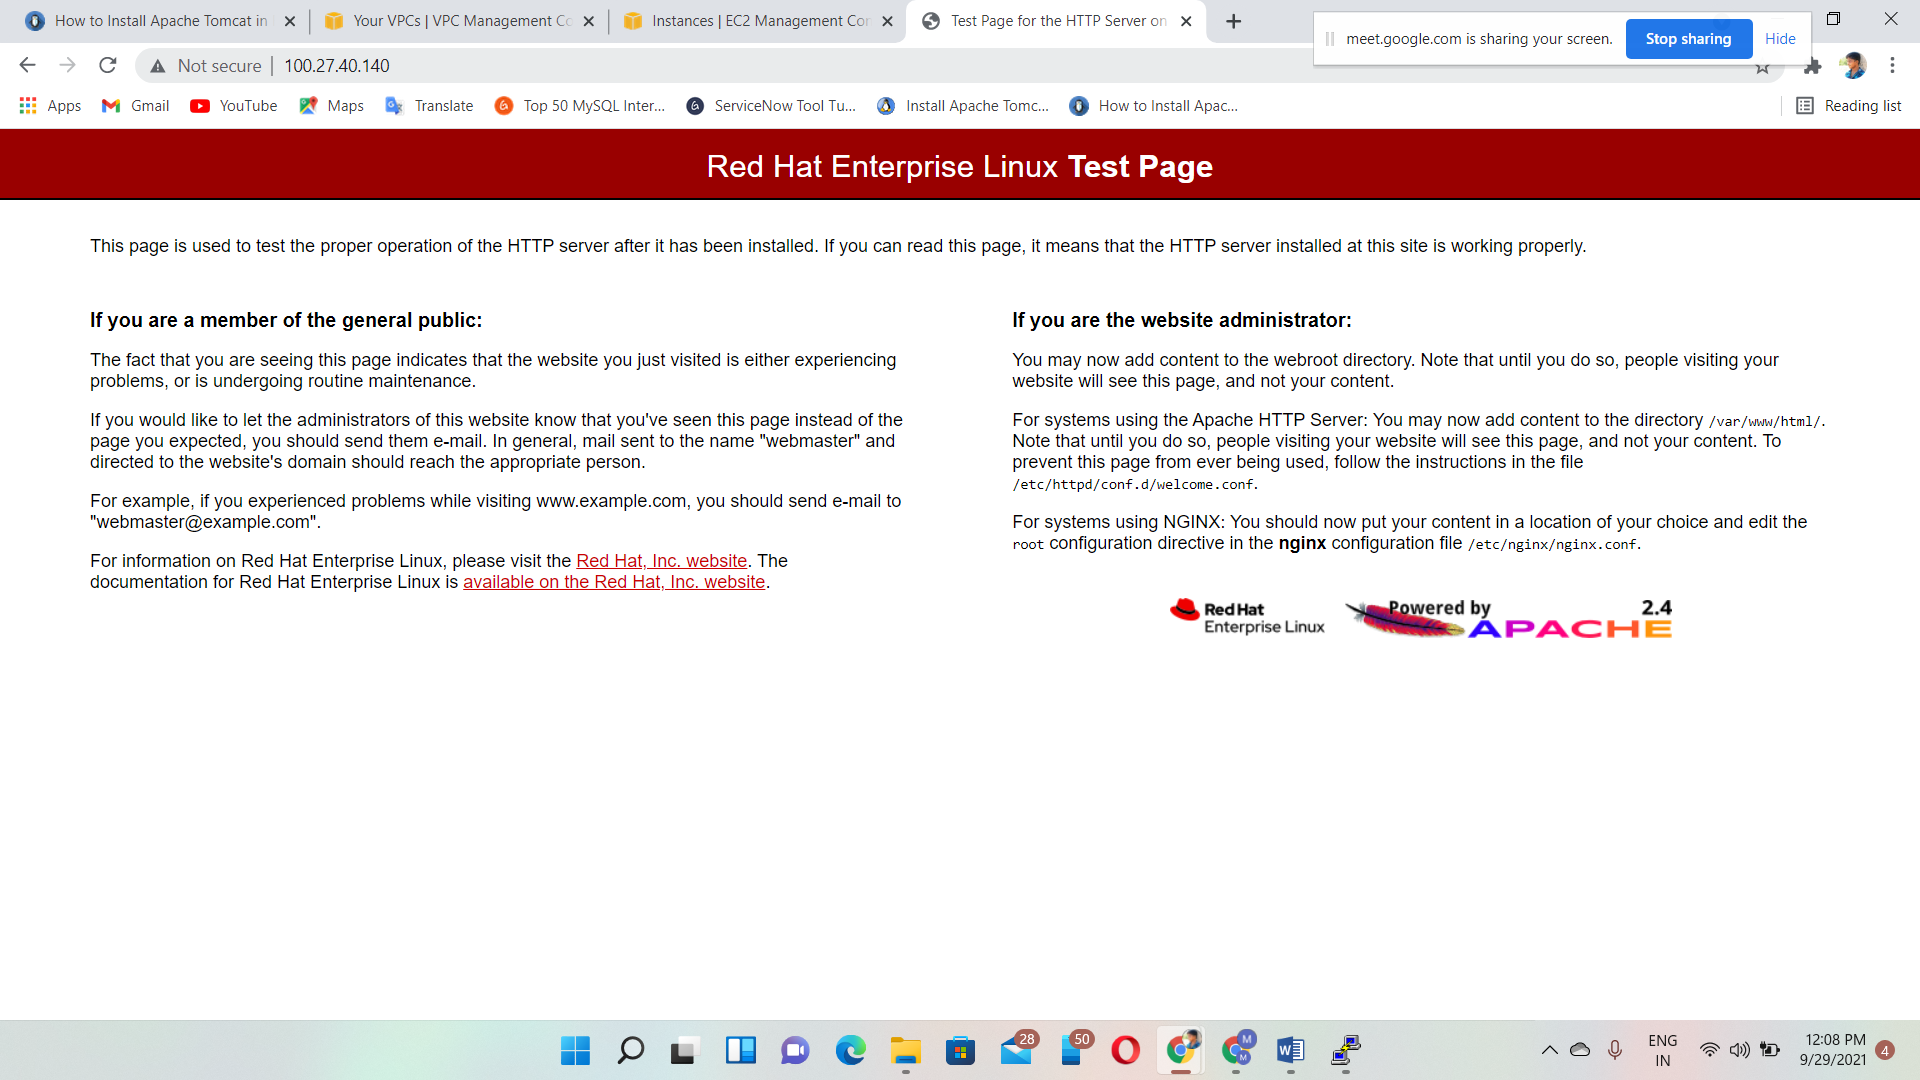 How to Install Apache Tomcat in
Your VPCs | VPC Management Co
Instances | EC2 Management Con
Test Page for the HTTP Server on
meet.google.com is sharing your screen.
Stop sharing
Hide
Not secure
100.27.40.140
Apps
Gmail
YouTube
Maps
Translate
Top 50 MySQL Inter...
ServiceNow Tool Tu...
Install Apache Tomc...
How to Install Apac...
Reading list
Red Hat Enterprise Linux Test Page
This page is used to test the proper operation of the HTTP server after it has been installed. If you can read this page, it means that the HTTP server installed at this site is working properly.
If you are a member of the general public:
The fact that you are seeing this page indicates that the website you just visited is either experiencing
problems, or is undergoing routine maintenance.
If you would like to let the administrators of this website know that you've seen this page instead of the
page you expected, you should send them e-mail. In general, mail sent to the name "webmaster" and
directed to the website's domain should reach the appropriate person.
For example, if you experienced problems while visiting www.example.com, you should send e-mail to
"webmaster@example.com".
For information on Red Hat Enterprise Linux, please visit the Red Hat, Inc. website. The
documentation for Red Hat Enterprise Linux is available on the Red Hat, Inc. website.
If you are the website administrator:
You may now add content to the webroot directory. Note that until you do so, people visiting your
website will see this page, and not your content.
For systems using the Apache HTTP Server: You may now add content to the directory /var/www/html/.
Note that until you do so, people visiting your website will see this page, and not your content. To
prevent this page from ever being used, follow the instructions in the file
/etc/httpd/conf.d/welcome.conf.
For systems using NGINX: You should now put your content in a location of your choice and edit the
root configuration directive in the nginx configuration file /etc/nginx/nginx.conf.
Red Hat
Enterprise Linux
Powered by
2.4
APACHE
28
50
M
M
W
ENG
IN
12:08 PM
9/29/2021
4